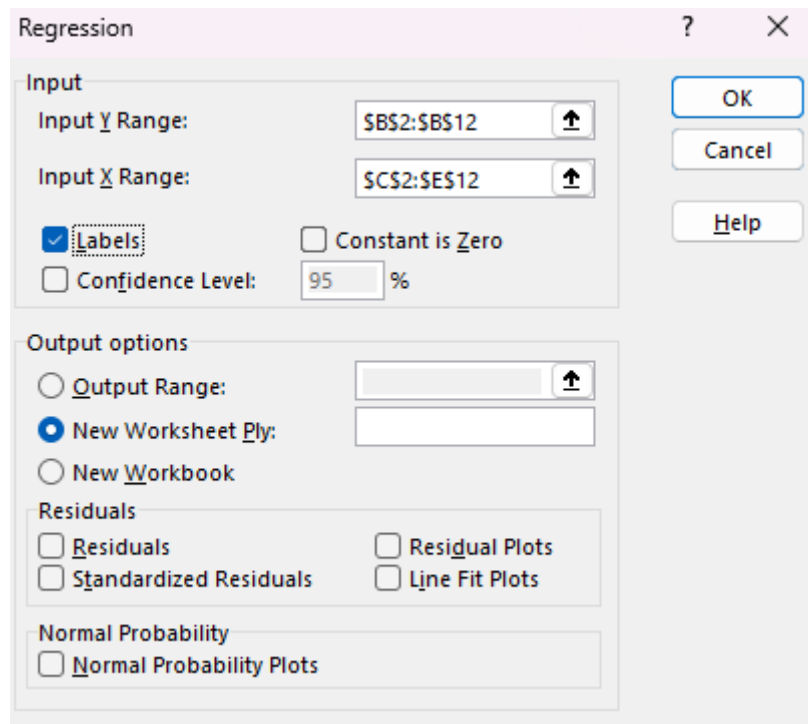 Regression ? ×
Input
Input Y Range: $B$2:$B$12
Input X Range: $C$2:$E$12
Labels Constant is Zero
Confidence Level: 95 %
OK
Cancel
Help
Output options
Output Range:
New Worksheet Ply:
New Workbook
Residuals
Residuals Residual Plots
Standardized Residuals Line Fit Plots
Normal Probability
Normal Probability Plots